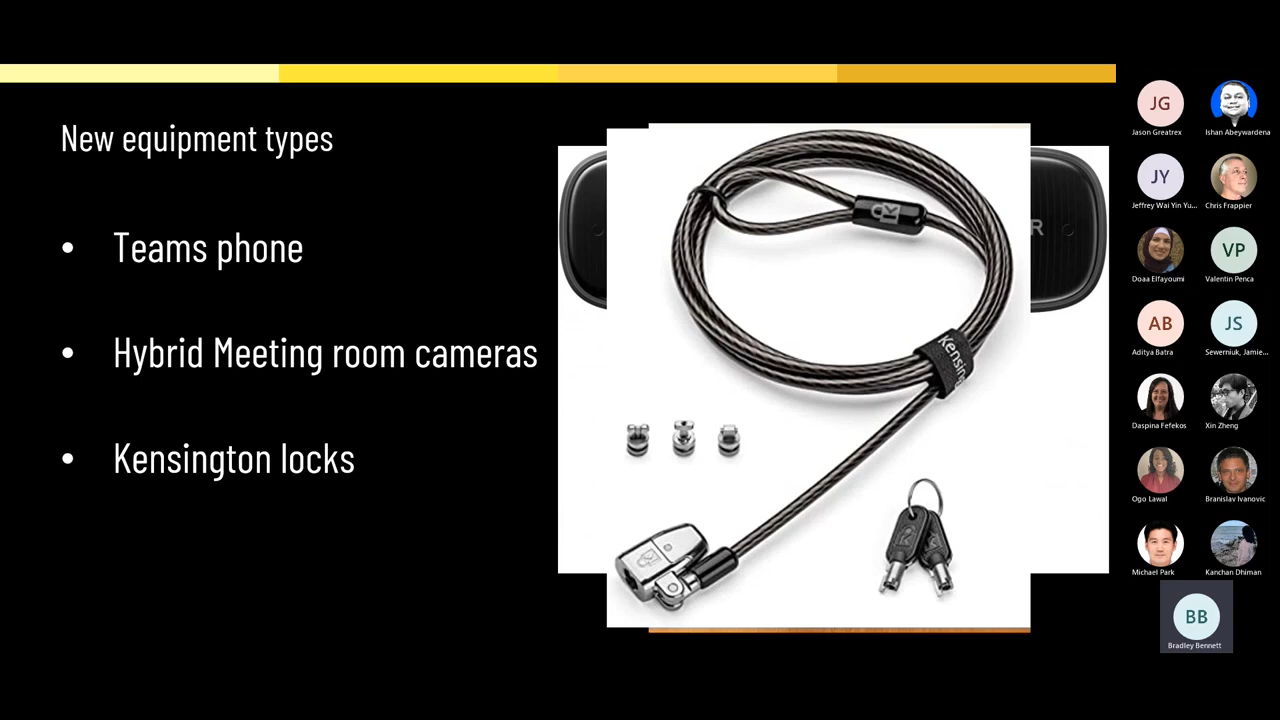 New equipment types
• Teams phone
• Hybrid Meeting room cameras
• Kensington locks
R
JG
Jason Greatrex
Ishan Abeywardena
JY
Jeffrey Wai Yin Yu...
Chris Frappier
Doaa Elfayoumi
VP
Valentin Penca
AB
Aditya Batra
JS
Sewerniuk, Jamie...
Daspina Fefekos
Xin Zheng
Ogo Lawal
Branislav Ivanovic
Michael Park
Kanchan Dhiman
BB
Bradley Bennett